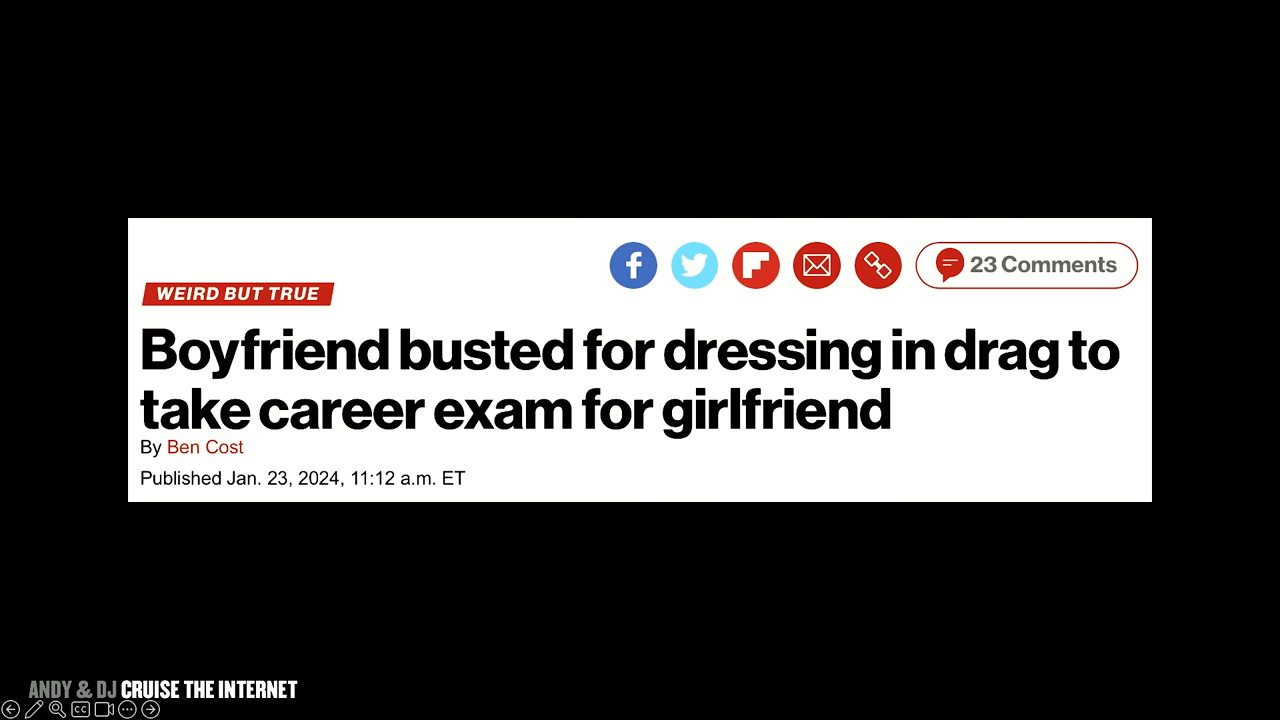 23 Comments
WEIRD BUT TRUE
Boyfriend busted for dressing in drag to
take career exam for girlfriend
By Ben Cost
Published Jan. 23, 2024, 11:12 a.m. ET
ANDY & DJ CRUISE THE INTERNET
CC